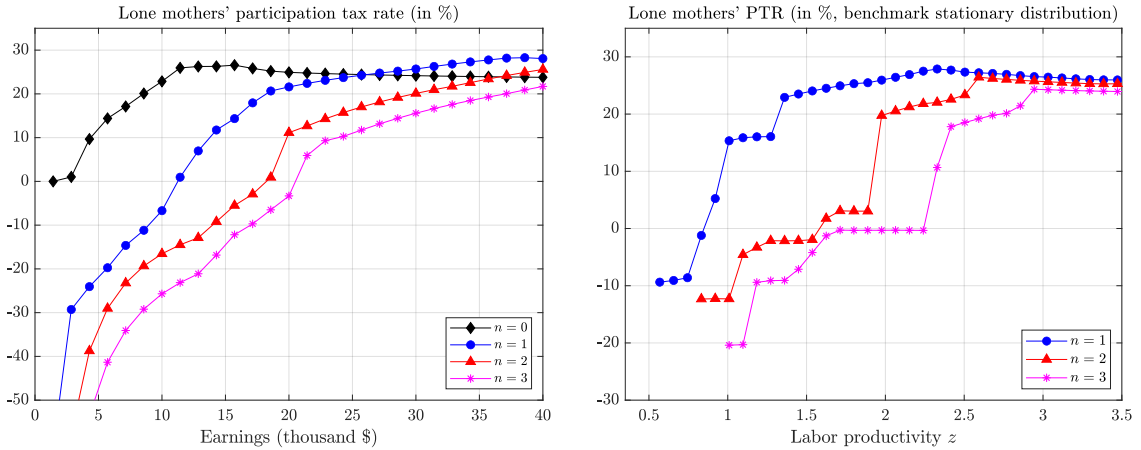 Lone mothers' participation tax rate (in %)
30
20
10
0
-10
-20
-30
-40
-50
0 5 10 15 20 25 30 35 40
Earnings (thousand $)
n = 0
n = 1
n = 2
n = 3
Lone mothers' PTR (in %, benchmark stationary distribution)
30
20
10
0
-10
-20
-30
0.5 1 1.5 2 2.5 3 3.5
Labor productivity z
n = 1
n = 2
n = 3